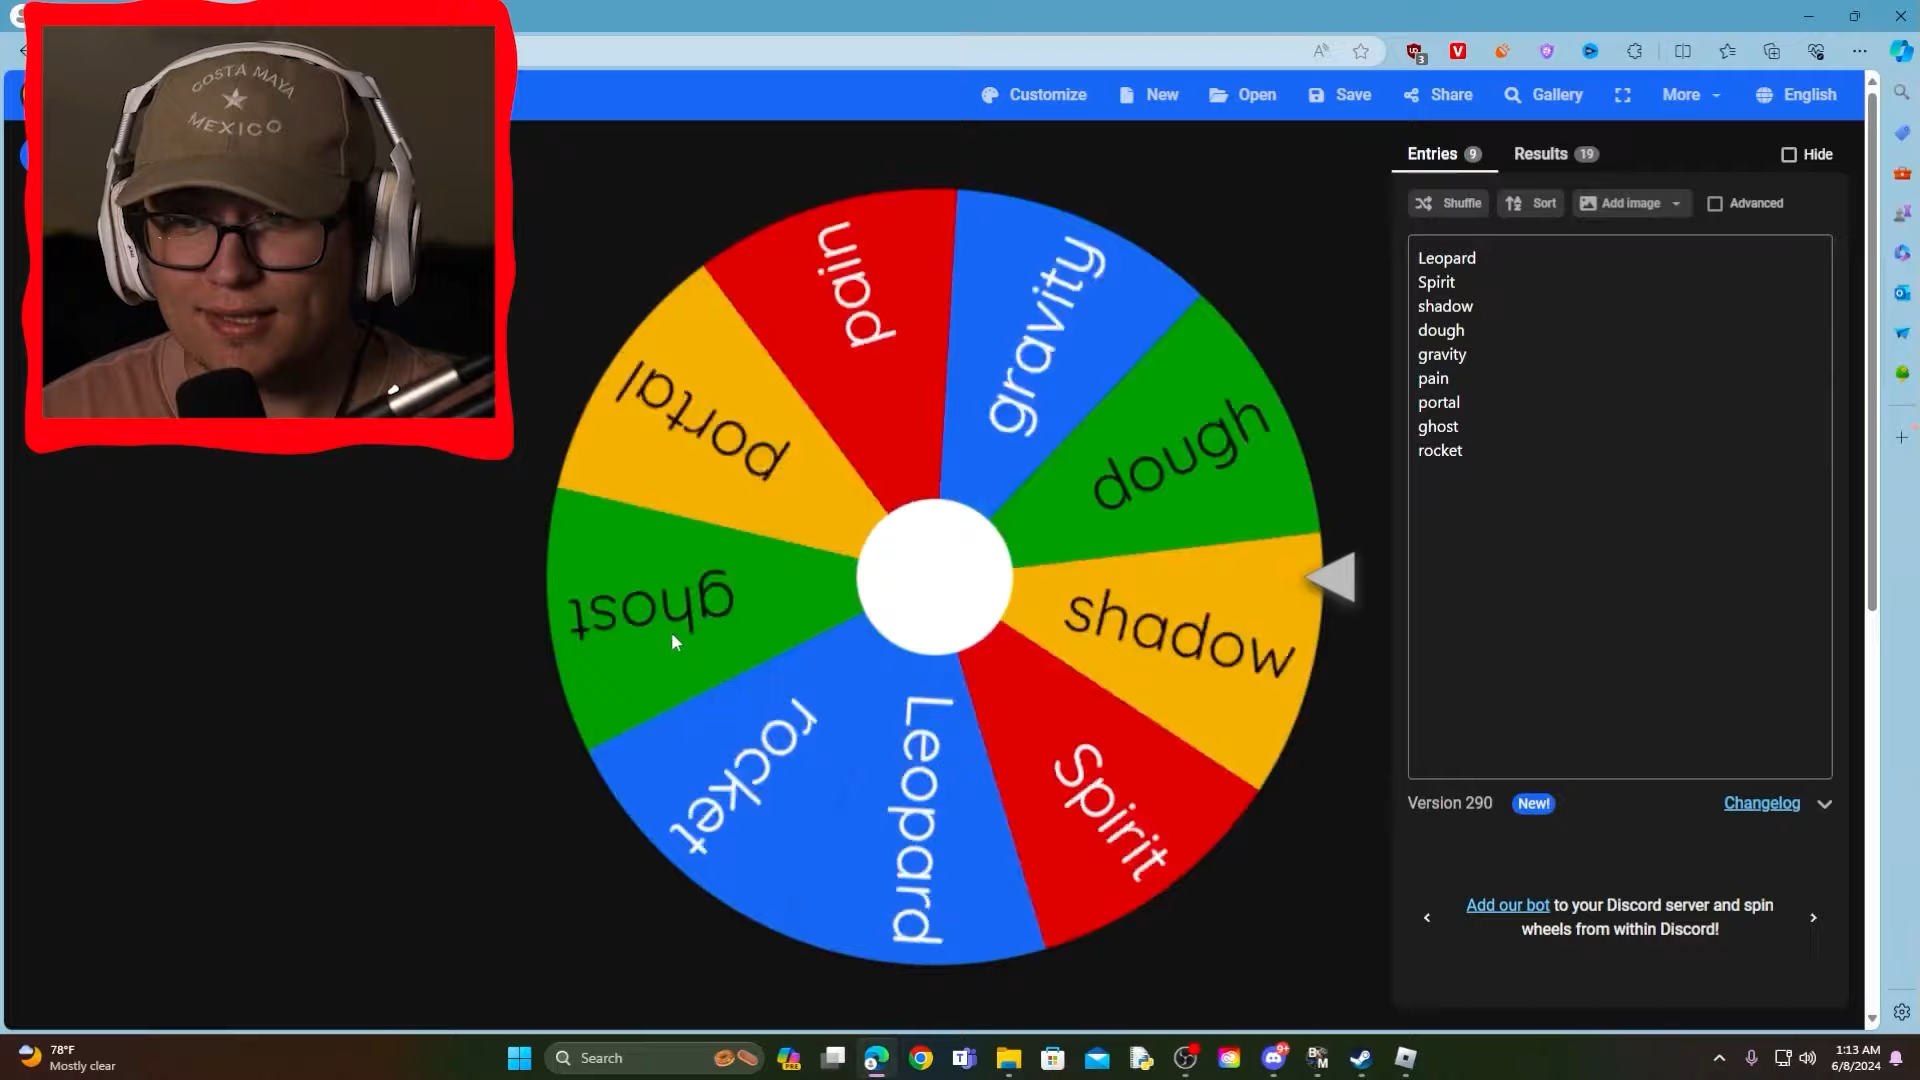 COSTA MAYA
MEXICO
Customize
New
Open
Save
Share
Gallery
More
English
Entries 9
Results 19
Hide
Shuffle
Sort
Add image
Advanced
Leopard
Spirit
shadow
dough
gravity
pain
portal
ghost
rocket
pain
gravity
dough
shadow
Spirit
Leopard
rocket
ghost
portal
Version 290 New! Changelog
Add our bot to your Discord server and spin
wheels from within Discord!
78°F
Mostly clear
Search
1:13 AM
6/8/2024